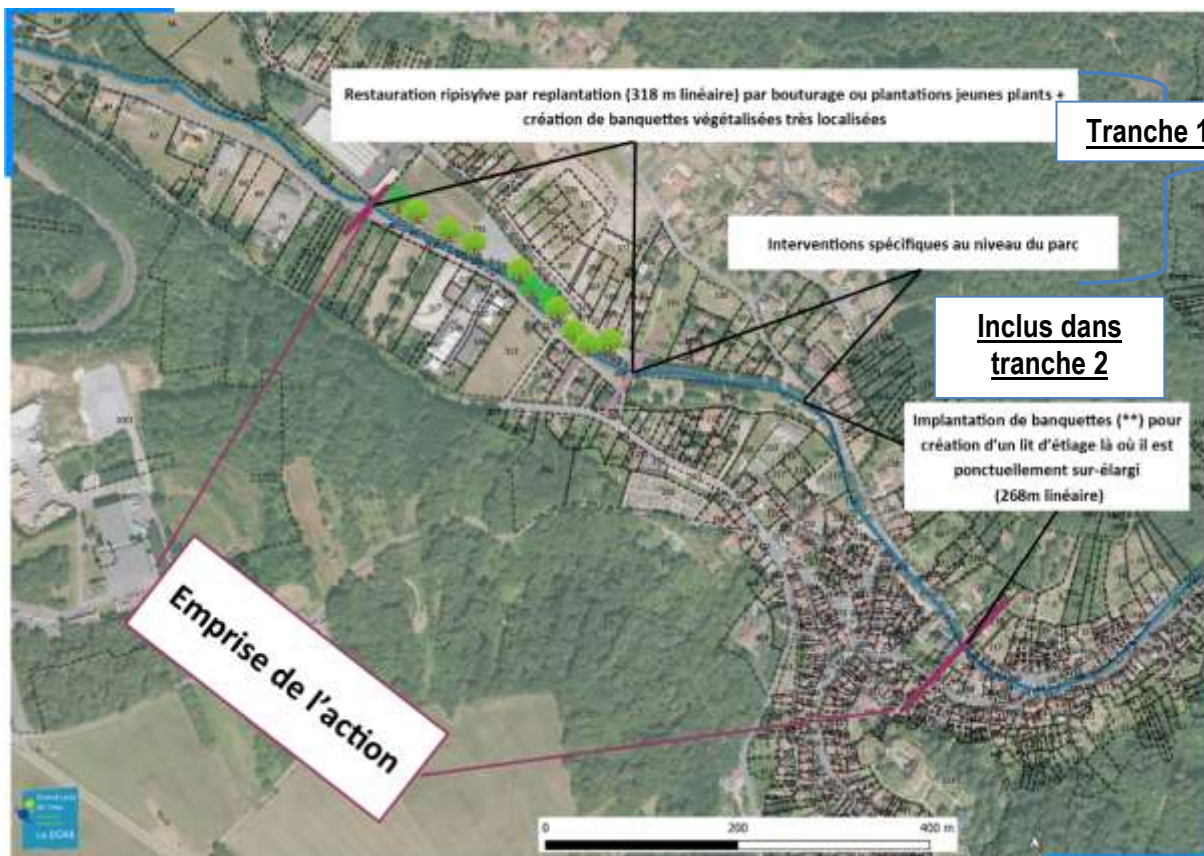 Restauration ripisylve par replantation (318 m linéaire) par bouturage ou plantations jeunes plants +
création de banquettes végétalisées très localisées
Tranche 1
Interventions spécifiques au niveau du parc
Inclus dans
tranche 2
Implantation de banquettes (**) pour
création d'un lit d'étiage là où il est
ponctuellement sur-élargi
(268m linéaire)
Emprise de l'action
La DORE
0 200 400 m